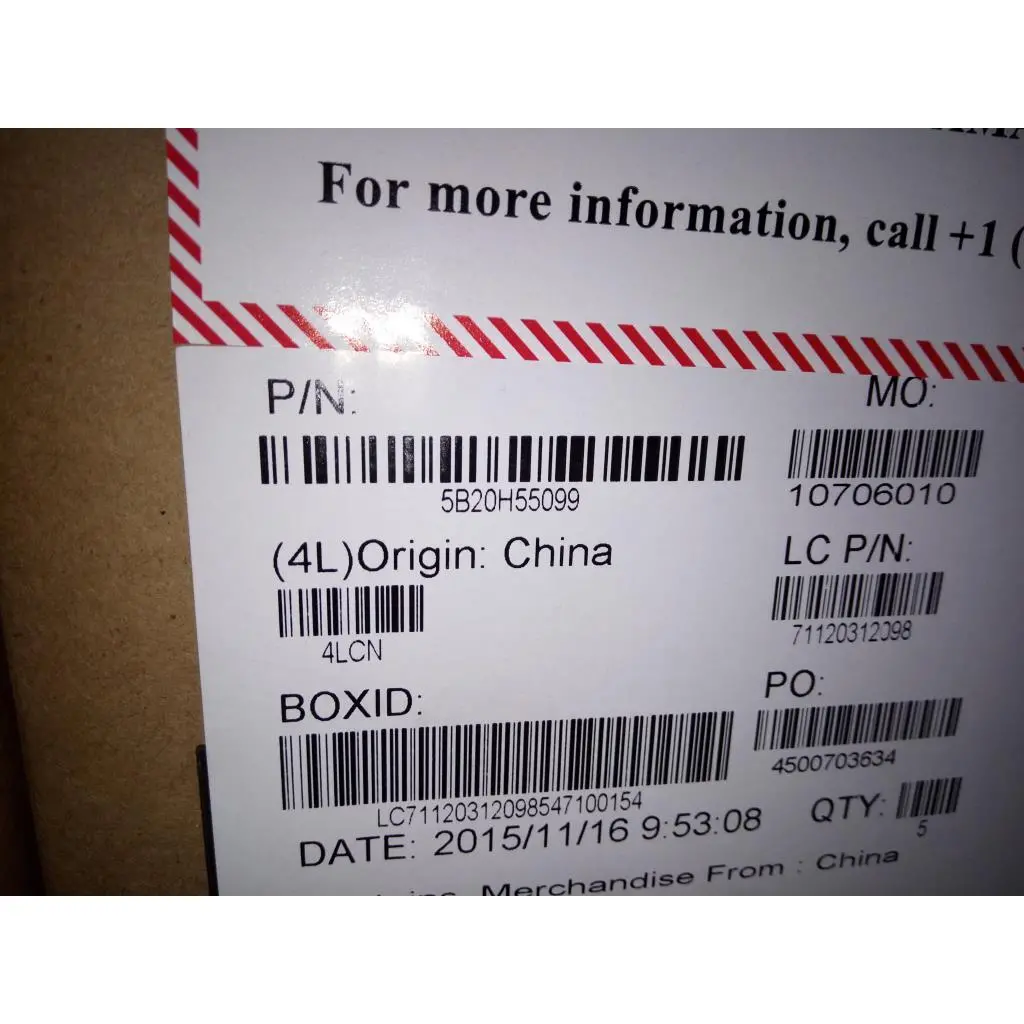 For more information, call +1 (
P/N:
MO:
5B20H55099
10706010
(4L)Origin: China
LC P/N:
4LCN
71120312098
BOXID:
PO:
4500703634
LC71120312098547100154
QTY:
5
DATE: 2015/11/16 9:53:08
Merchandise From : China